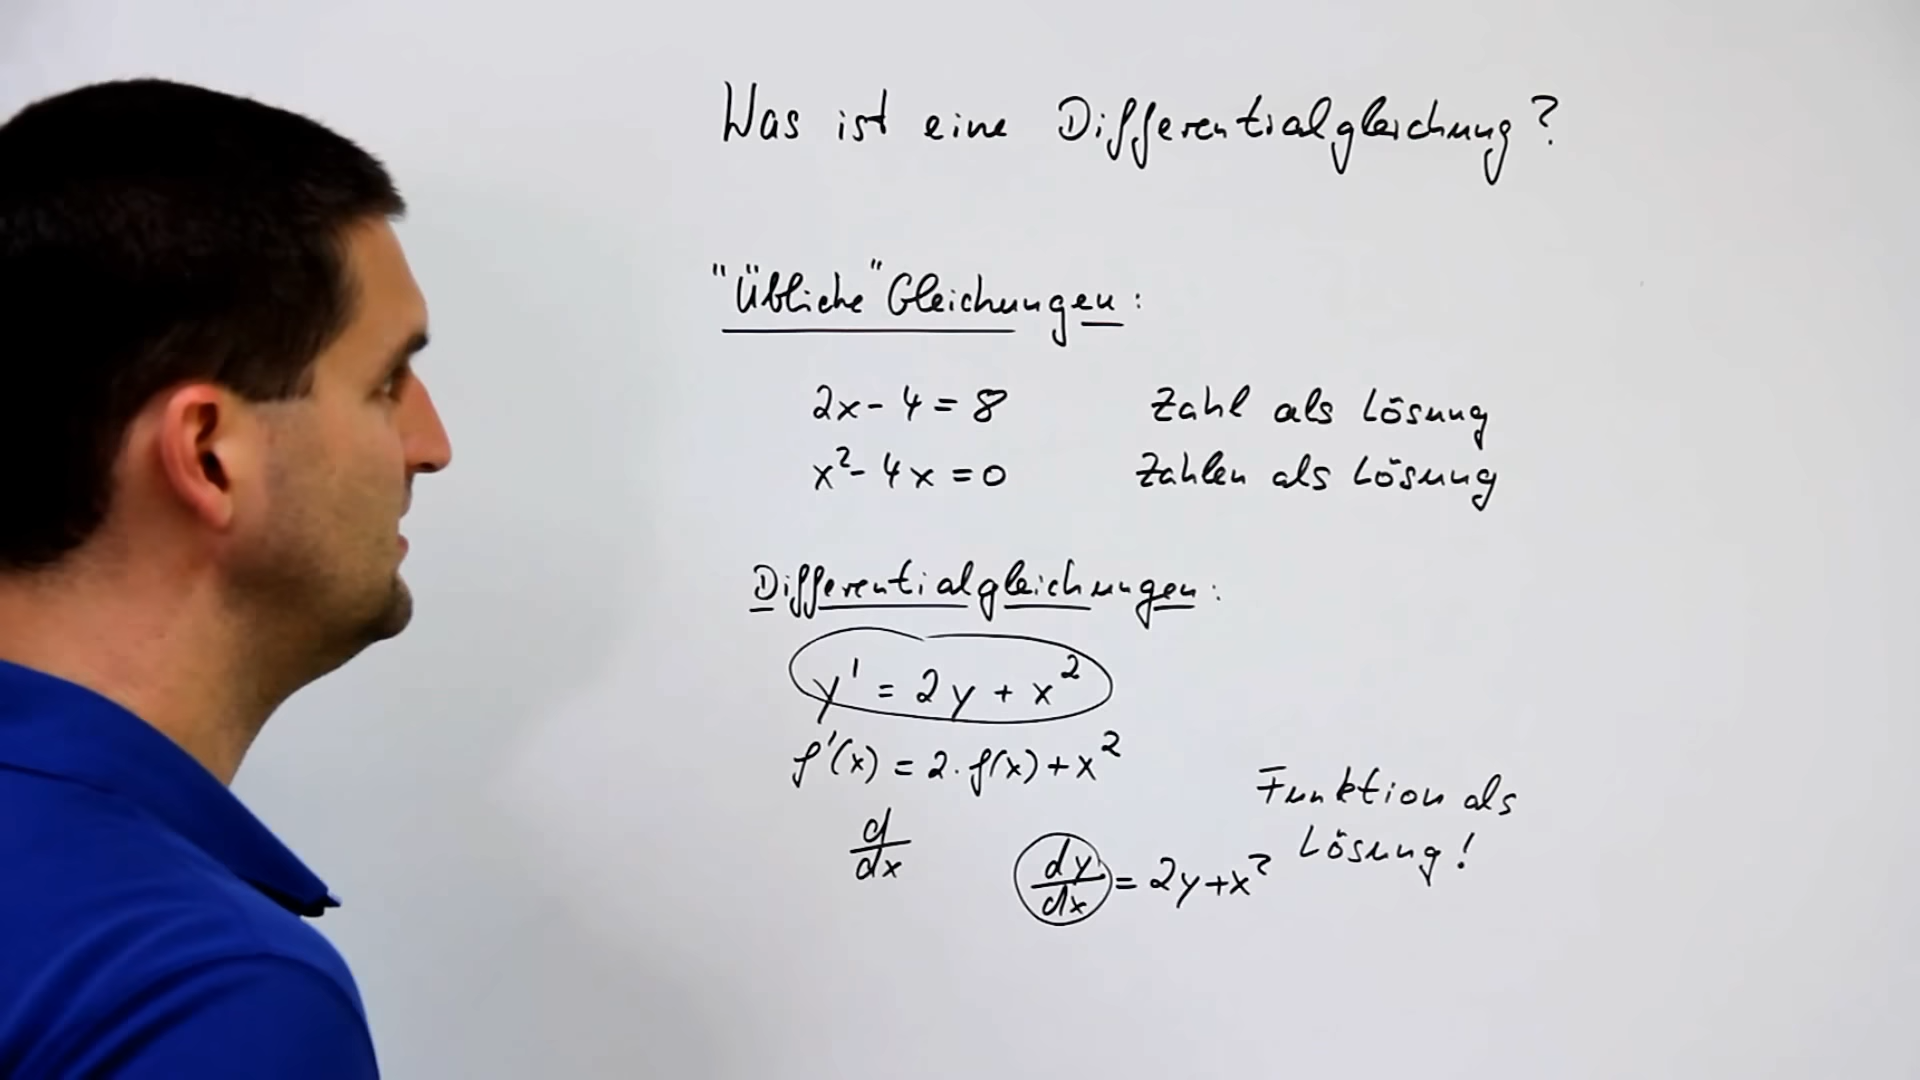 Was ist eine Differentialgleichung?
"Übliche" Gleichungen:
2x - 4 = 8 Zahl als Lösung
x² - 4x = 0 Zahlen als Lösung
Differentialgleichungen:
y' = 2y + x²
f'(x) = 2·f(x) + x²
Funktion als
Lösung!
d/dx
dy/dx = 2y + x²